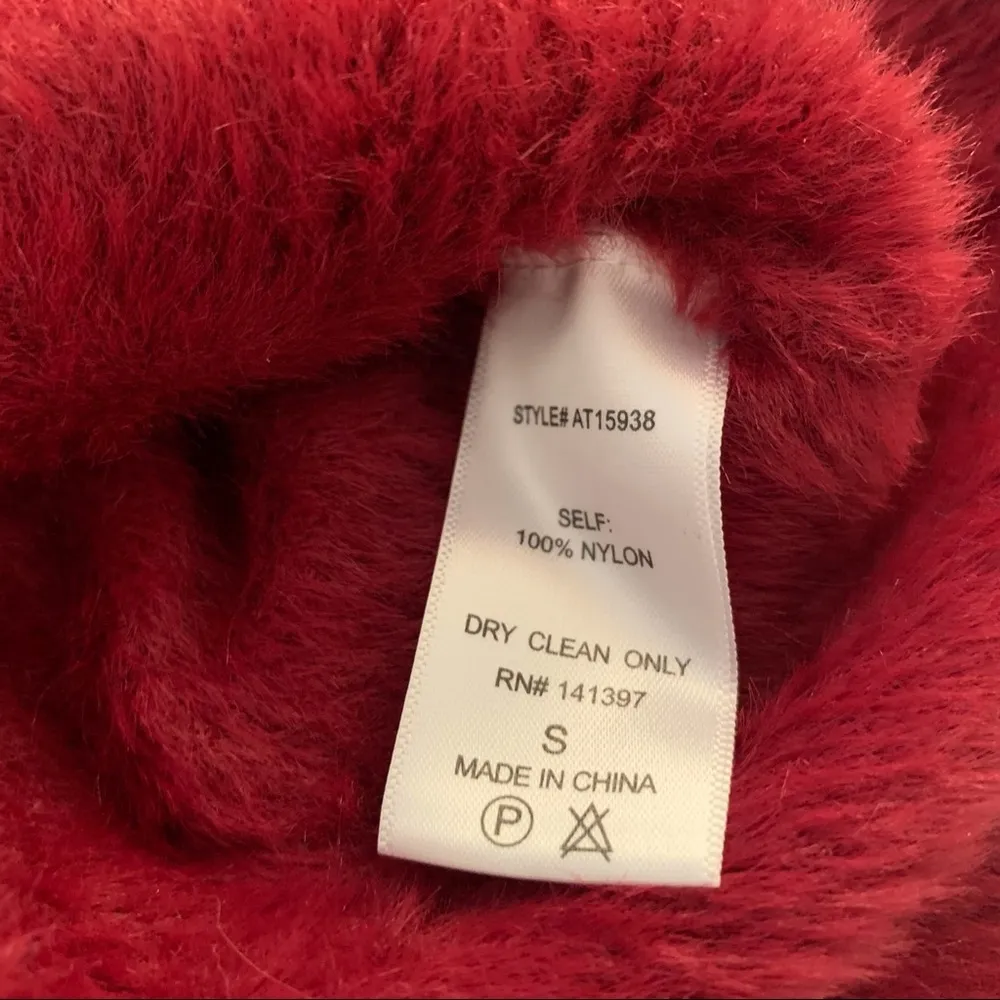 STYLE# AT15938
SELF:
100% NYLON
DRY CLEAN ONLY
RN# 141397
S
MADE IN CHINA
P